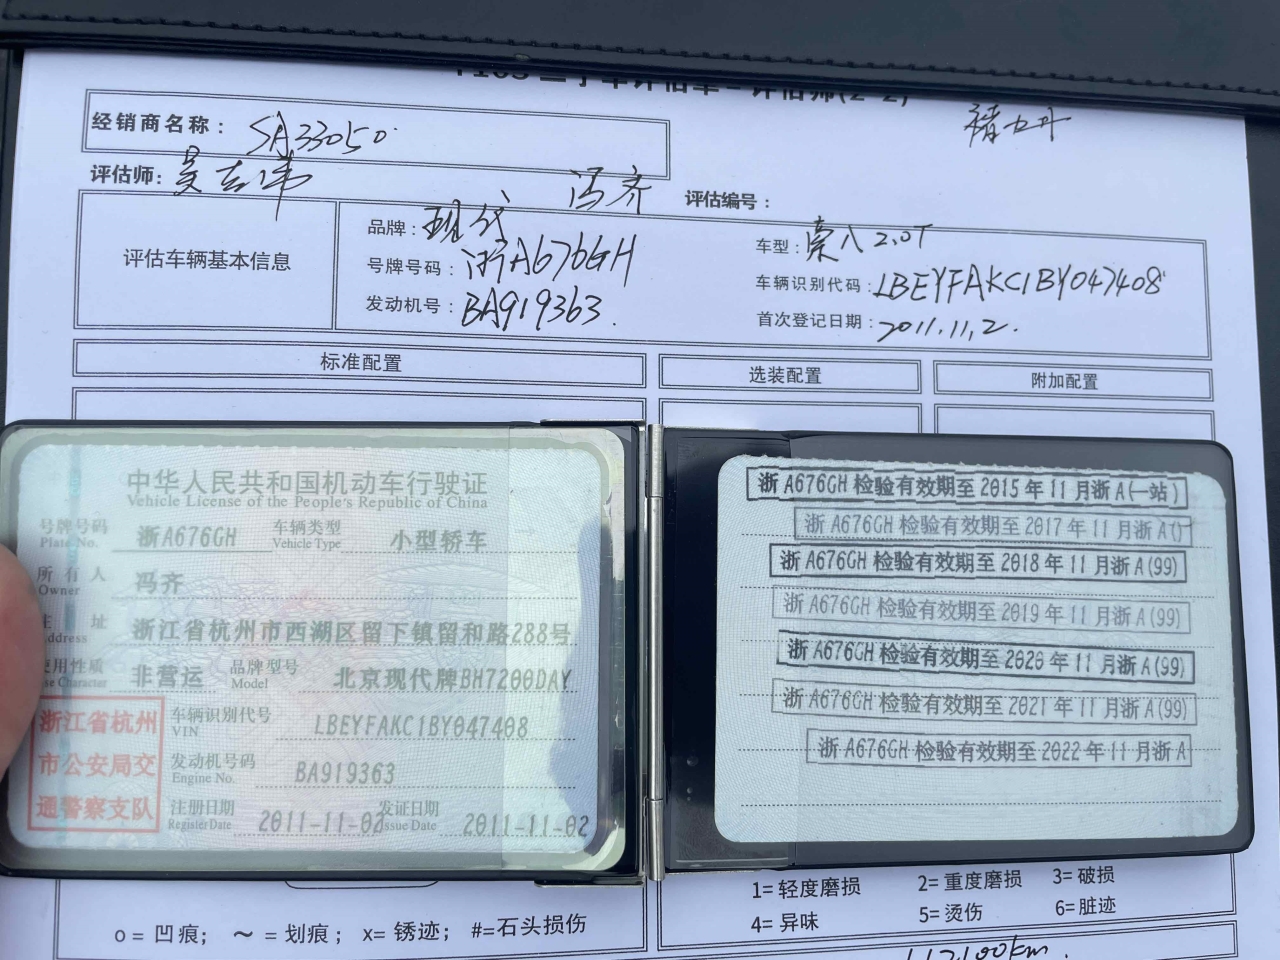 经销商名称： SA33050
评估师： 冯齐 评估编号：
评估车辆基本信息
品牌：现代 车型：索八2.0T
号牌号码：浙A676GH 车辆识别代码：LBEYFAKC1BY047408
发动机号：BA919363. 首次登记日期：2011.11.2.
标准配置 选装配置 附加配置
中华人民共和国机动车行驶证
Vehicle License of the People's Republic of China
号牌号码 浙A676GH 车辆类型 小型轿车
Plate No. Vehicle Type
所有人 冯齐
Owner
址 浙江省杭州市西湖区留下镇留和路288号
Address
使用性质 非营运 品牌型号 北京现代牌BH7200DAY
Use Character Model
浙江省杭州
市公安局交
通警察支队
车辆识别代号 LBEYFAKC1BY047408
VIN
发动机号码 BA919363
Engine No.
注册日期 2011-11-02 发证日期 2011-11-02
Register Date Issue Date
浙A676GH检验有效期至2015年11月浙A(一站)
浙A676GH检验有效期至2017年11月浙A()
浙A676GH检验有效期至2018年11月浙A(99)
浙A676GH检验有效期至2019年11月浙A(99)
浙A676GH检验有效期至2020年11月浙A(99)
浙A676GH检验有效期至2021年11月浙A(99)
浙A676GH检验有效期至2022年11月浙A
1=轻度磨损 2=重度磨损 3=破损
4=异味 5=烫伤 6=脏迹
o=凹痕； ～=划痕； x=锈迹； #=石头损伤